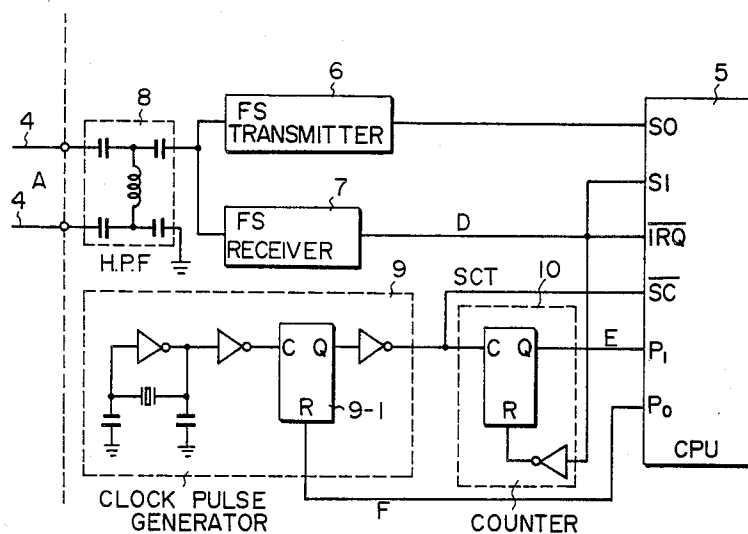 6
5
8
FS
TRANSMITTER
SO
4
A
4
7
SI
FS
RECEIVER
D
IRQ
H.P.F
9
SCT
10
SC
C Q
C Q
E
P1
R
9-1
R
P0
CPU
CLOCK PULSE
GENERATOR
F
COUNTER